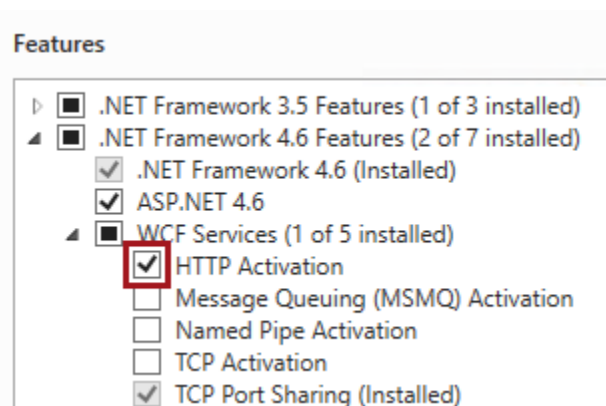 Features
.NET Framework 3.5 Features (1 of 3 installed)
.NET Framework 4.6 Features (2 of 7 installed)
.NET Framework 4.6 (Installed)
ASP.NET 4.6
WCF Services (1 of 5 installed)
HTTP Activation
Message Queuing (MSMQ) Activation
Named Pipe Activation
TCP Activation
TCP Port Sharing (Installed)